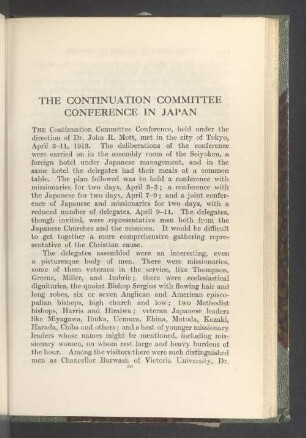 THE CONTINUATION COMMITTEE
CONFERENCE IN JAPAN
The Continuation Committee Conference, held under the
direction of Dr. John R. Mott, met in the city of Tokyo,
April 3–11, 1913. The deliberations of the conference
were carried on in the assembly room of the Seiyoken, a
foreign hotel under Japanese management, and in the
same hotel the delegates had their meals at a common
table. The plan followed was to hold a conference with
missionaries for two days, April 3–5; a conference with
the Japanese for two days, April 7–9; and a joint confer-
ence of Japanese and missionaries for two days, with a
reduced number of delegates, April 9–11. The delegates,
though invited, were representative men both from the
Japanese Churches and the missions. It would be difficult
to get together a more comprehensive gathering repre-
sentative of the Christian cause.
The delegates assembled were an interesting, even
a picturesque body of men. There were missionaries,
some of them veterans in the service, like Thompson,
Greene, Miller, and Imbrie; there were ecclesiastical
dignitaries, the quaint Bishop Sergius with flowing hair and
long robes, six or seven Anglican and American episco-
palian bishops, high church and low; two Methodist
bishops, Harris and Hiraiwa; veteran Japanese leaders
like Miyagawa, Ibuka, Uemura, Ebina, Motoda, Kozaki,
Harada, Chiba and others; and a host of younger missionary
leaders whose names might be mentioned, including mis-
sionary women, on whom rest large and heavy burdens of
the hour. Among the visitors there were such distinguished
men as Chancellor Burwash of Victoria University, Dr.